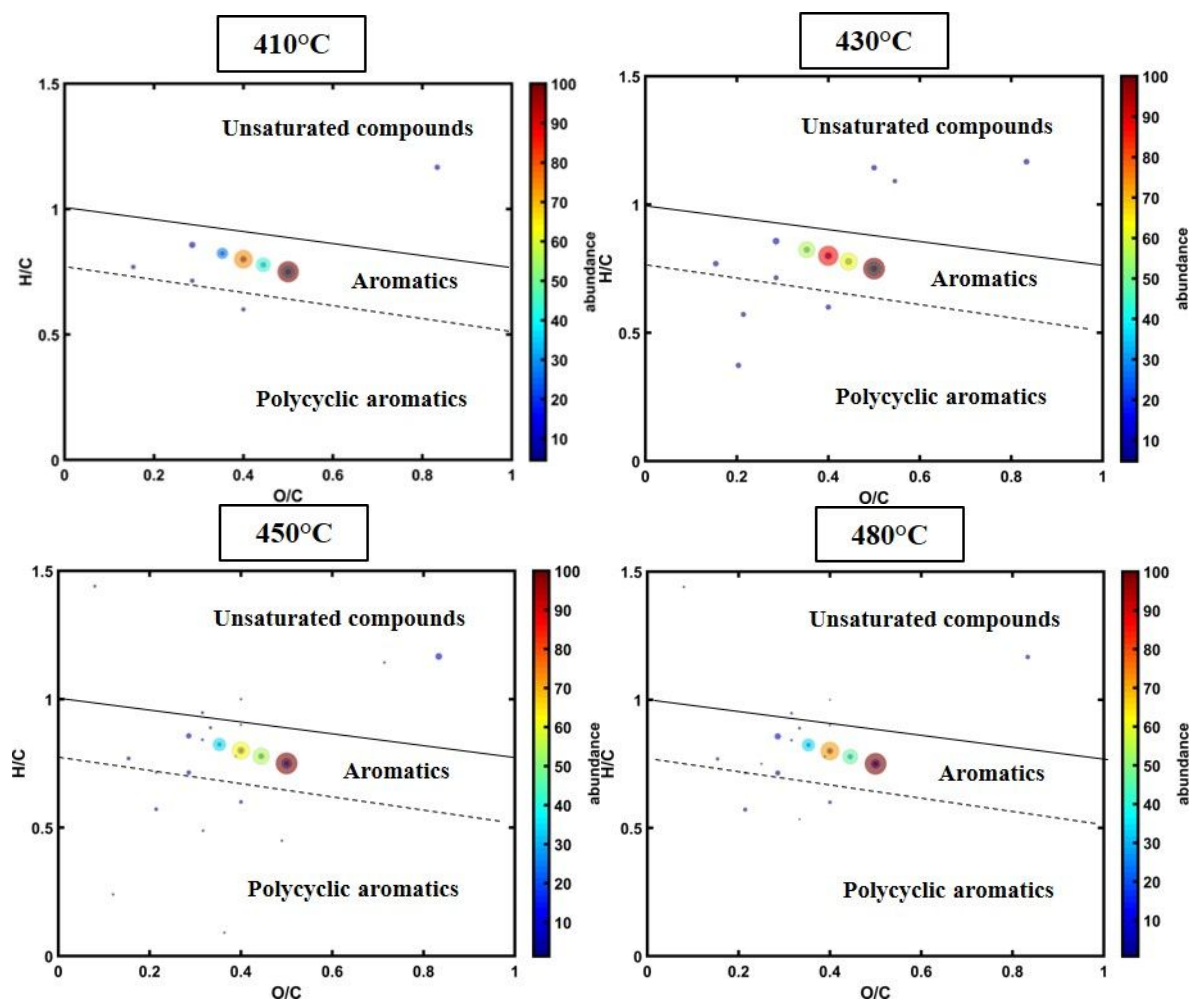 410°C
1.5
1
0.5
0
H/C
Unsaturated compounds
Aromatics
Polycyclic aromatics
0 0.2 0.4 0.6 0.8 1
O/C
100
90
80
70
60
50
40
30
20
10
abundance
430°C
1.5
1
0.5
0
H/C
Unsaturated compounds
Aromatics
Polycyclic aromatics
0 0.2 0.4 0.6 0.8 1
O/C
100
90
80
70
60
50
40
30
20
10
abundance
450°C
1.5
1
0.5
0
H/C
Unsaturated compounds
Aromatics
Polycyclic aromatics
0 0.2 0.4 0.6 0.8 1
O/C
100
90
80
70
60
50
40
30
20
10
abundance
480°C
1.5
1
0.5
0
H/C
Unsaturated compounds
Aromatics
Polycyclic aromatics
0 0.2 0.4 0.6 0.8 1
O/C
100
90
80
70
60
50
40
30
20
10
abundance